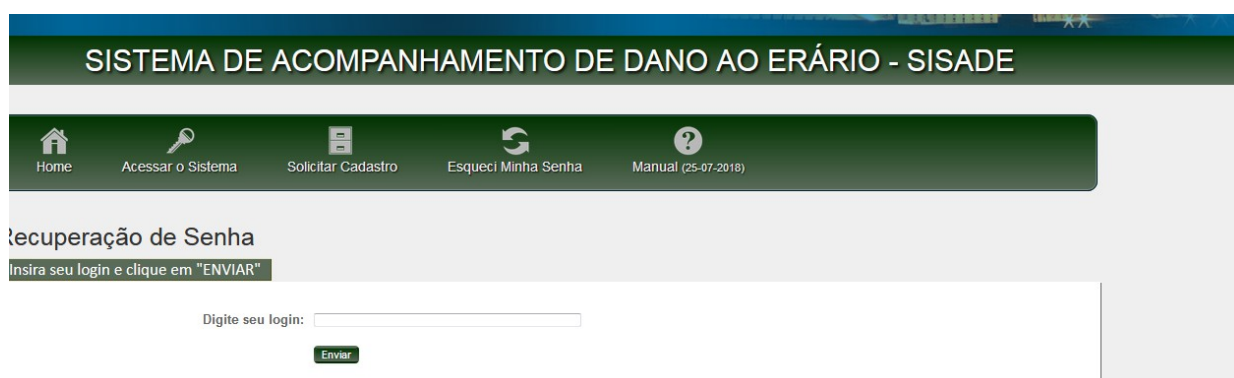 SISTEMA DE ACOMPANHAMENTO DE DANO AO ERÁRIO - SISADE
Home Acessar o Sistema Solicitar Cadastro Esqueci Minha Senha Manual (25-07-2018)
Recuperação de Senha
Insira seu login e clique em "ENVIAR"
Digite seu login:
Enviar